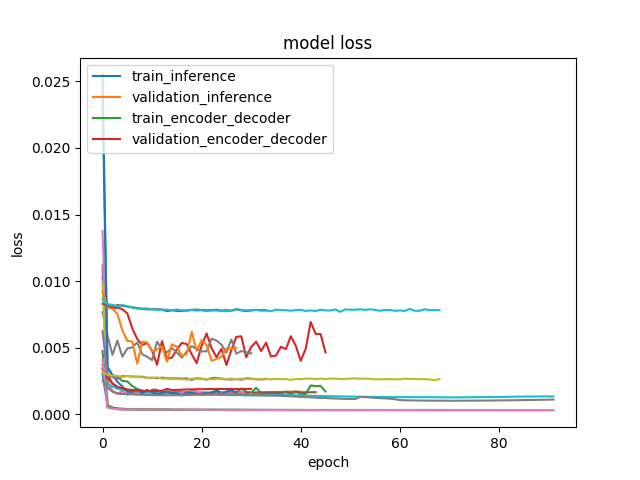 model loss
train_inference
validation_inference
train_encoder_decoder
validation_encoder_decoder
loss
0.025
0.020
0.015
0.010
0.005
0.000
0 20 40 60 80
epoch